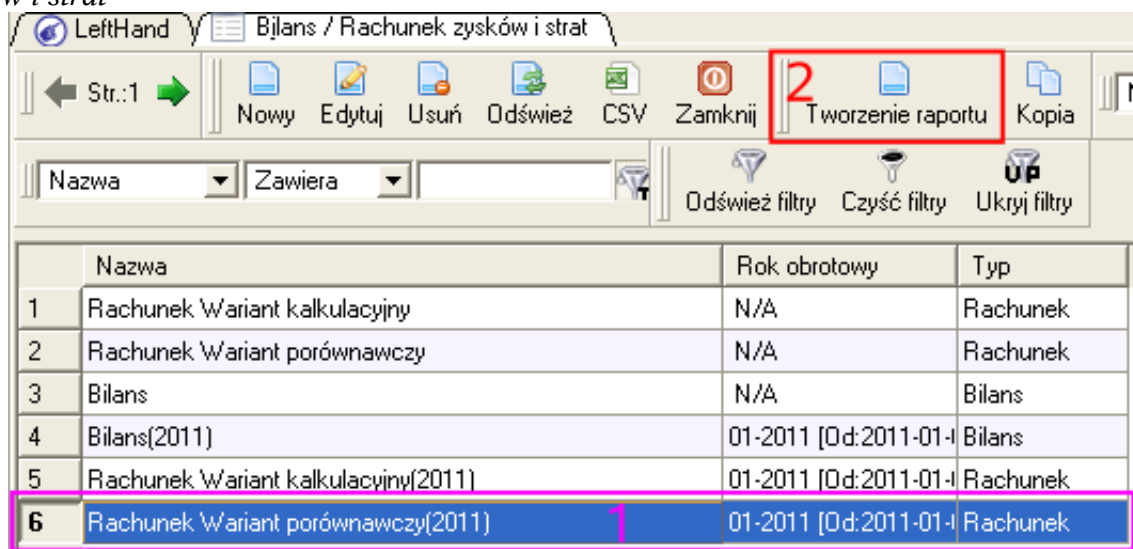 w i strat
LeftHand Bilans / Rachunek zysków i strat
Str.:1 Nowy Edytuj Usuń Odśwież CSV Zamknij 2 Tworzenie raportu Kopia
Nazwa Zawiera T Odśwież filtry Czyść filtry UP Ukryj filtry
Nazwa Rok obrotowy Typ
1 Rachunek Wariant kalkulacyjny N/A Rachunek
2 Rachunek Wariant porównawczy N/A Rachunek
3 Bilans N/A Bilans
4 Bilans(2011) 01-2011 [Od:2011-01- Bilans
5 Rachunek Wariant kalkulacyjny(2011) 01-2011 [Od:2011-01- Rachunek
6 Rachunek Wariant porównawczy(2011) 1 01-2011 [Od:2011-01- Rachunek